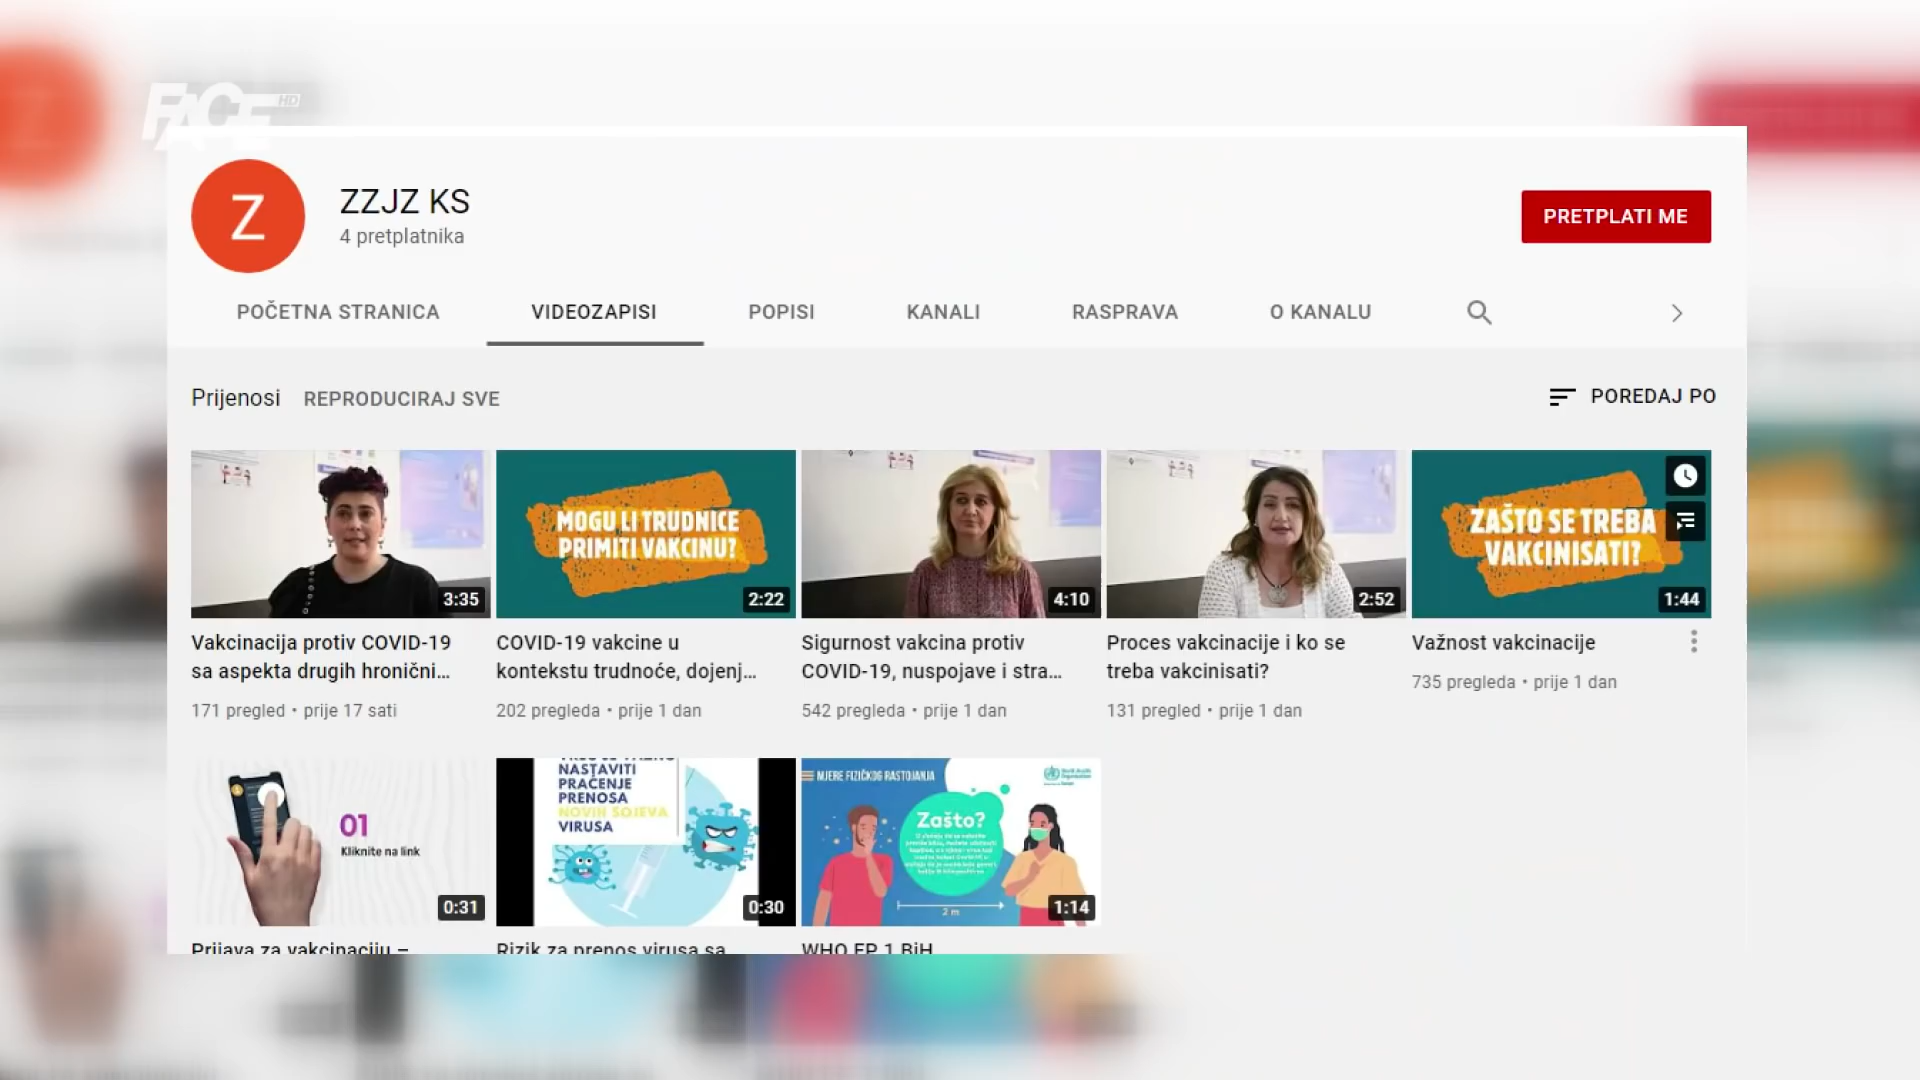 FACE HD
Z
ZZJZ KS
4 pretplatnika
PRETPLATI ME
POČETNA STRANICA
VIDEOZAPISI
POPISI
KANALI
RASPRAVA
O KANALU
Prijenosi
REPRODUCIRAJ SVE
POREDAJ PO
3:35
MOGU LI TRUDNICE
PRIMITI VAKCINU?
2:22
4:10
2:52
ZAŠTO SE TREBA
VAKCINISATI?
1:44
Vakcinacija protiv COVID-19
sa aspekta drugih hronični...
171 pregled • prije 17 sati
COVID-19 vakcine u
kontekstu trudnoće, dojenj...
202 pregleda • prije 1 dan
Sigurnost vakcina protiv
COVID-19, nuspojave i stra...
542 pregleda • prije 1 dan
Proces vakcinacije i ko se
treba vakcinisati?
131 pregled • prije 1 dan
Važnost vakcinacije
735 pregleda • prije 1 dan
01
Kliknite na link
0:31
NASTAVITI
PRAČENJE
PRENOSA
NOVIH SOJEVA
VIRUSA
0:30
MJERE FIZIČKOG RASTOJANJA
World Health
Organization
Zašto?
2 m
1:14
Prijava za vakcinaciju –
Rizik za prenos virusa sa
WHO EP 1 BiH